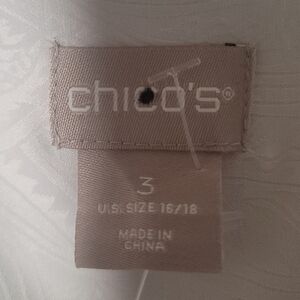 chico's®
3
U.S. SIZE 16/18
MADE IN
CHINA